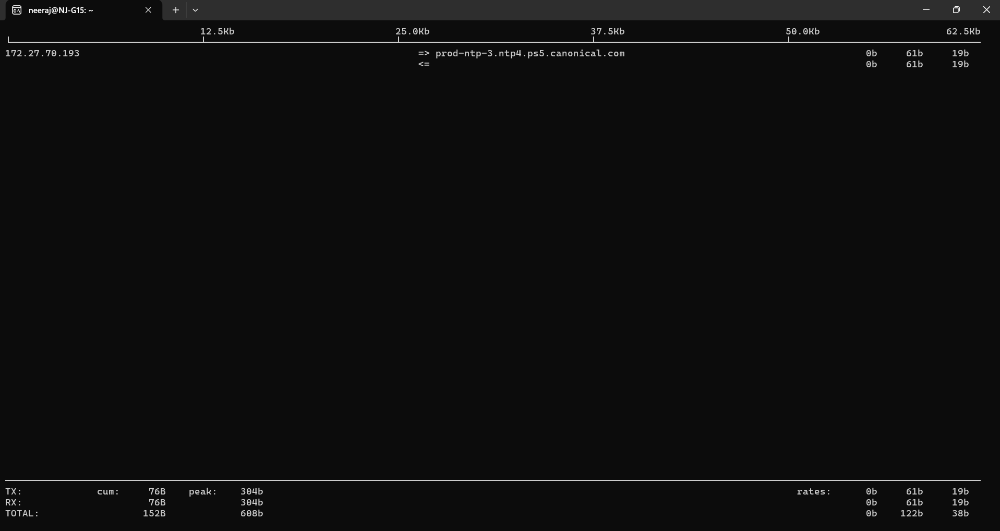 neeraj@NJ-G15: ~
12.5Kb 25.0Kb 37.5Kb 50.0Kb 62.5Kb
172.27.70.193 => prod-ntp-3.ntp4.ps5.canonical.com 0b 61b 19b
<= 0b 61b 19b
TX: cum: 76B peak: 304b rates: 0b 61b 19b
RX: 76B 304b 0b 61b 19b
TOTAL: 152B 608b 0b 122b 38b